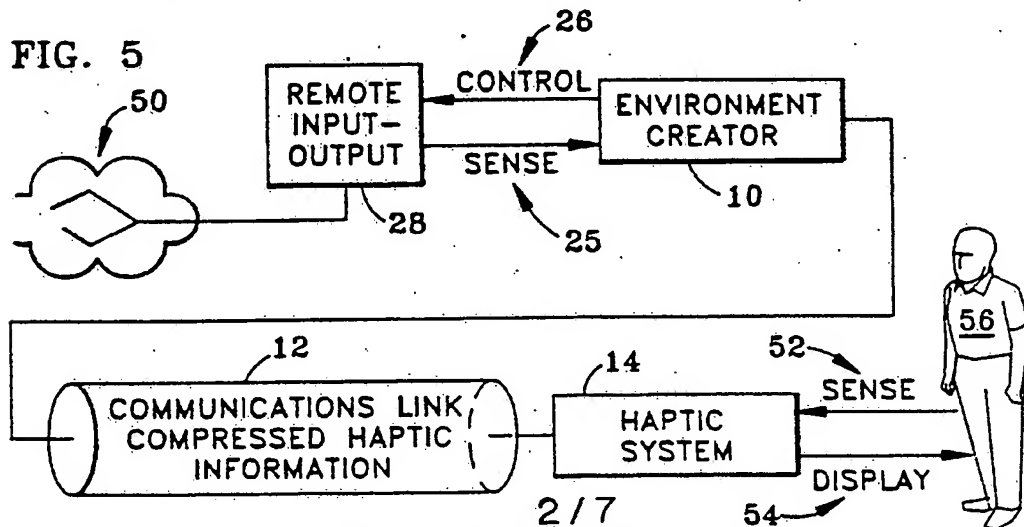 FIG. 5
50
REMOTE
INPUT-
OUTPUT
28
26
CONTROL
SENSE
25
ENVIRONMENT
CREATOR
10
12
COMMUNICATIONS LINK
COMPRESSED HAPTIC
INFORMATION
14
HAPTIC
SYSTEM
52
SENSE
DISPLAY
54
56
2/7